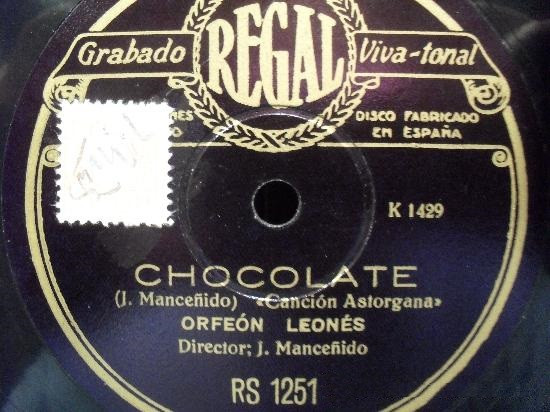 Grabado REGAL Viva-tonal
DISCO FABRICADO
EN ESPAÑA
K 1429
CHOCOLATE
(J. Manceñido) «Canción Astorgana»
ORFEÓN LEONÉS
Director; J. Manceñido
RS 1251